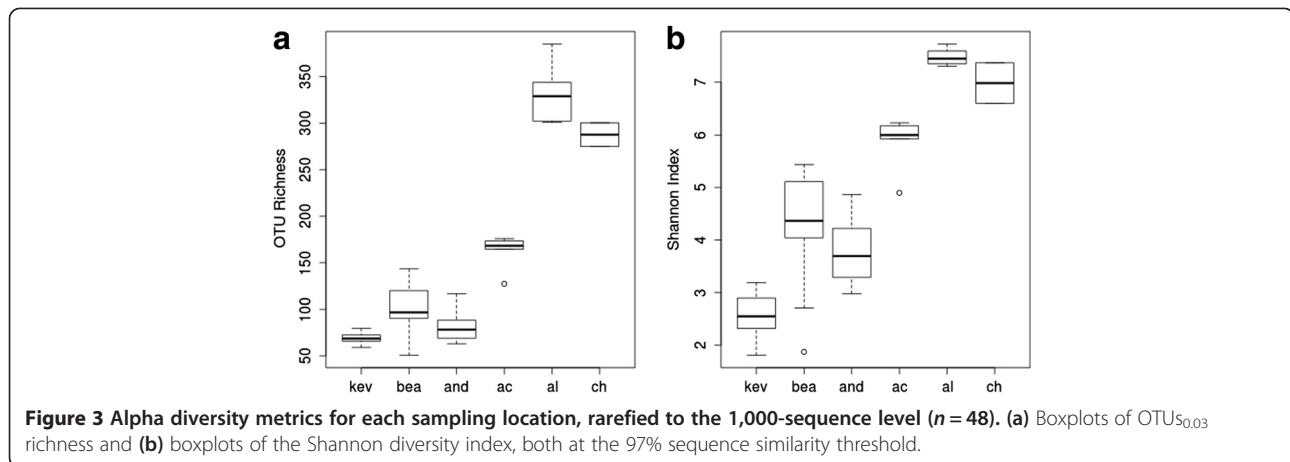 a
b
OTU Richness
350
300
250
200
150
100
50
kev bea and ac al ch
Shannon Index
7
6
5
4
3
2
kev bea and ac al ch
Figure 3 Alpha diversity metrics for each sampling location, rarefied to the 1,000-sequence level (n = 48). (a) Boxplots of OTUs0.03
richness and (b) boxplots of the Shannon diversity index, both at the 97% sequence similarity threshold.